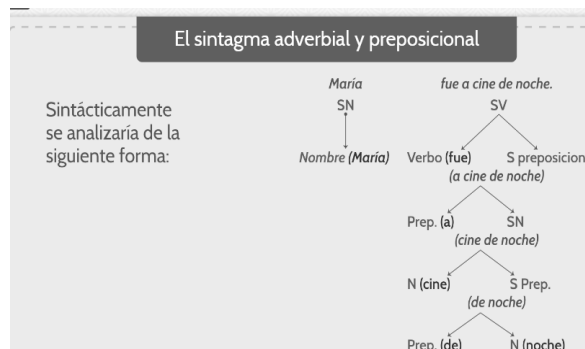 El sintagma adverbial y preposicional
María fue a cine de noche.
Sintácticamente
se analizaría de la
siguiente forma:
SN SV
Nombre (María) Verbo (fue) S preposicion
(a cine de noche)
Prep. (a) SN
(cine de noche)
N (cine) S Prep.
(de noche)
Prep. (de) N (noche)